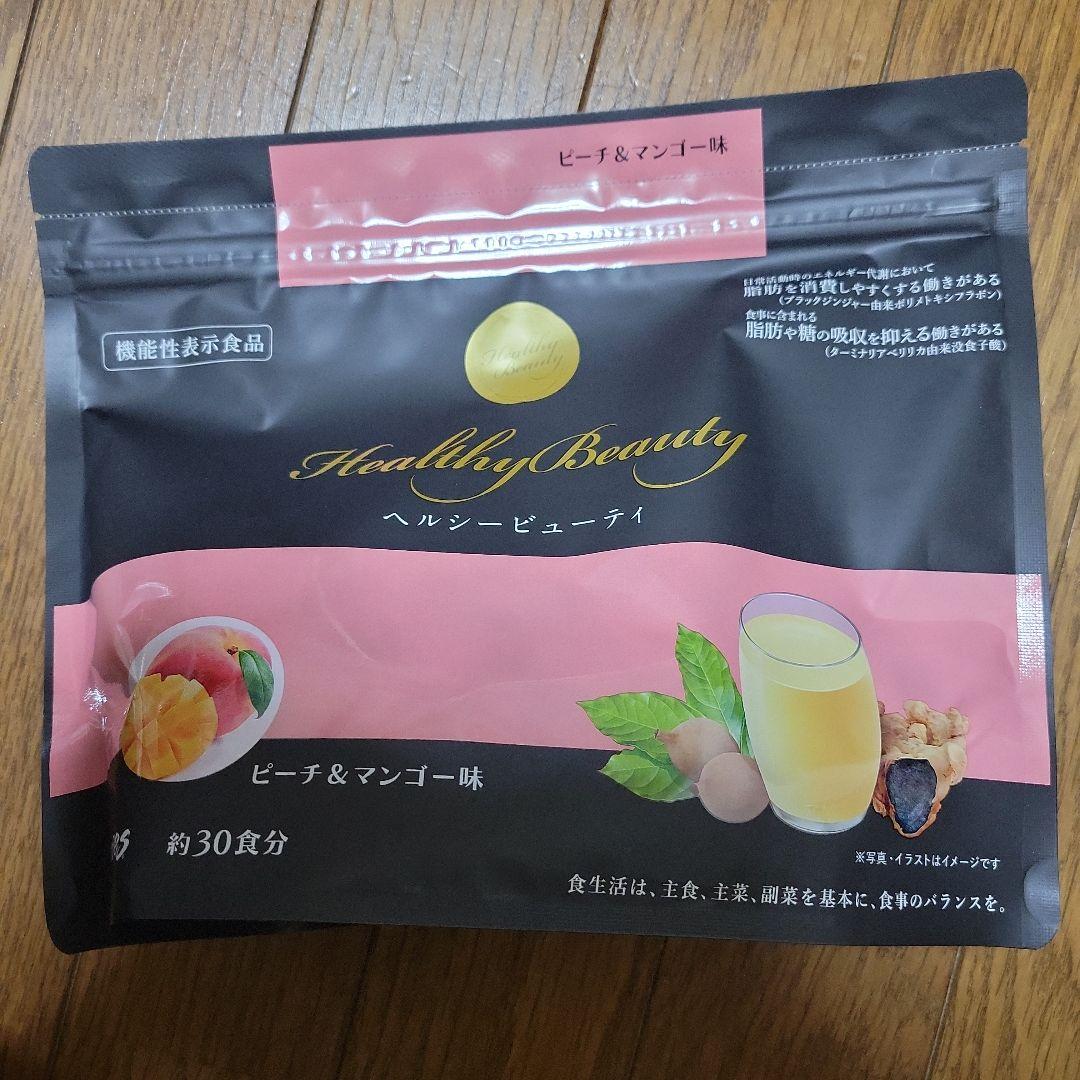 ピーチ&マンゴー味
機能性表示食品
日常活動時のエネルギー代謝において
脂肪を消費しやすくする働きがある
(ブラックジンジャー由来ポリメトキシフラボン)
食事に含まれる
脂肪や糖の吸収を抑える働きがある
(ターミナリアベリリカ由来没食子酸)
Healthy
Beauty
Healthy Beauty
ヘルシービューティ
ピーチ&マンゴー味
約30食分
※写真・イラストはイメージです
食生活は、主食、主菜、副菜を基本に、食事のバランスを。